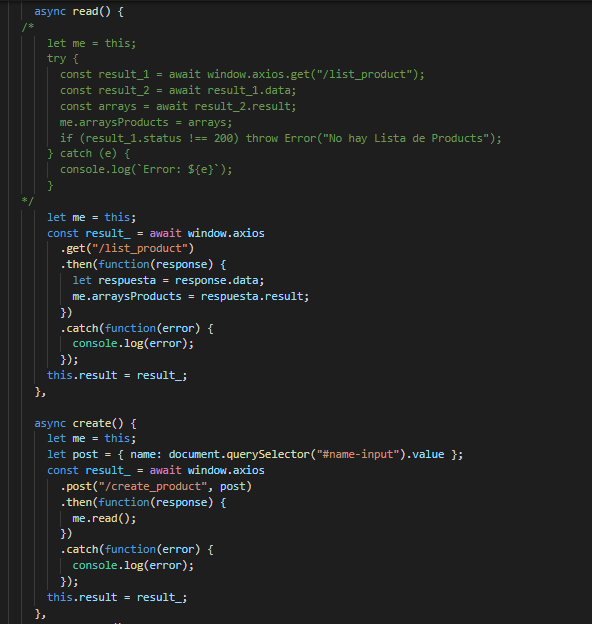 async read() {
/*
let me = this;
try {
const result_1 = await window.axios.get("/list_product");
const result_2 = await result_1.data;
const arrays = await result_2.result;
me.arraysProducts = arrays;
if (result_1.status !== 200) throw Error("No hay Lista de Products");
} catch (e) {
console.log(`Error: ${e}`);
}
*/
let me = this;
const result_ = await window.axios
.get("/list_product")
.then(function(response) {
let respuesta = response.data;
me.arraysProducts = respuesta.result;
})
.catch(function(error) {
console.log(error);
});
this.result = result_;
},
async create() {
let me = this;
let post = { name: document.querySelector("#name-input").value };
const result_ = await window.axios
.post("/create_product", post)
.then(function(response) {
me.read();
})
.catch(function(error) {
console.log(error);
});
this.result = result_;
},